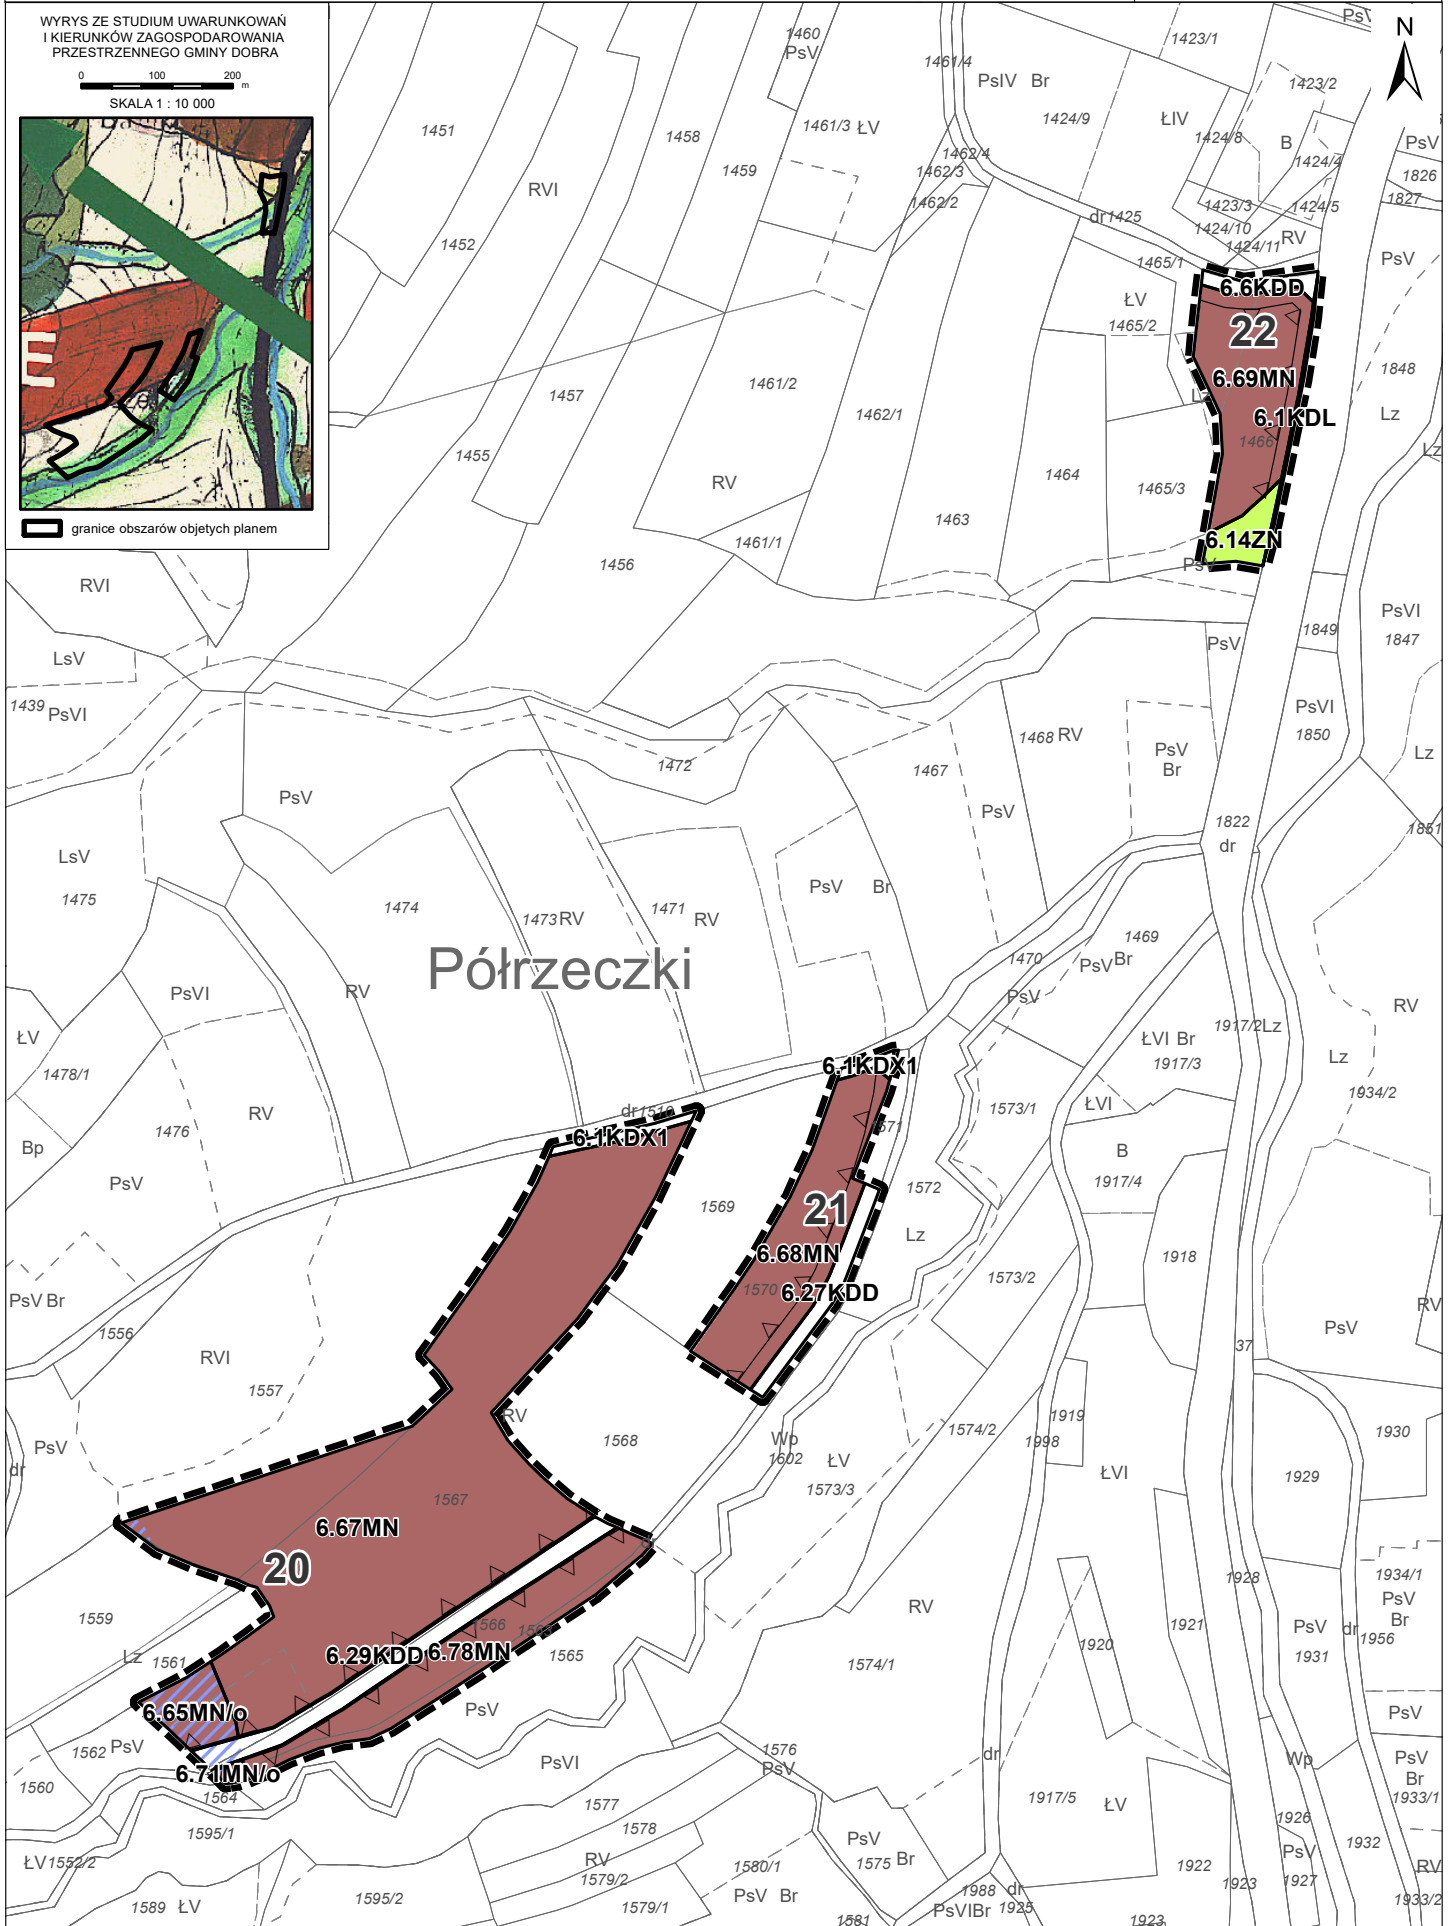 WYRYS ZE STUDIUM UWARUNKOWAŃ
I KIERUNKÓW ZAGOSPODAROWANIA
PRZESTRZENNEGO GMINY DOBRA
0 100 200
m
SKALA 1 : 10 000
E
granice obszarów objetych planem
N
PsV
1460
PsV
1423/1
1461/4
PsIV Br
1423/2
1451
1458
1461/3 ŁV
1424/9
ŁIV
1424/8
B
1424/4
PsV
1459
1462/4
1462/3
1826
RVI
1462/2
1423/3
1424/5
1827
dr1425
1424/10
1452
1424/11
RV
PsV
1465/1
6.6KDD
ŁV
1465/2
22
1848
6.69MN
1457
1461/2
1462/1
Lz
6.1KDL
1466
1455
RV
1464
1465/3
Lz
1463
1461/1
6.14ZN
PsV
1456
RVI
PsVI
1847
1849
PsV
LsV
1439
PsVI
PsVI
1850
1468 RV
PsV
Br
Lz
1472
1467
PsV
PsV
1822
dr
1851
LsV
1475
PsV Br
1474
1473 RV
1471
RV
1469
Półrzeczki
1470
PsV Br
PsVI
RV
PsV
RV
ŁV
1917/2 Lz
ŁVI Br
1917/3
Lz
1478/1
6.1KDX1
1934/2
dr1510
1573/1
ŁVI
RV
1571
6.1KDX1
1476
Bp
B
1917/4
PsV
1572
1569
21
Lz
6.68MN
1918
1573/2
1570
6.27KDD
PsV Br
RV
1556
PsV
37
RVI
1557
RV
1919
1568
1574/2
1998
1930
PsV
Wp
1602
ŁV
1573/3
dr
ŁVI
1929
1567
6.67MN
dr
20
1928
1934/1
PsV
Br
RV
1559
1566
1563
1921
PsV
1931
dr
1956
1920
Lz
1561
6.29KDD
6.78MN
1565
1574/1
6.65MN/o
PsV
PsV
1562
PsV
1576
PsV
dr
Wp
PsV
Br
1933/1
PsVI
6.71MN/o
1560
1564
1577
1917/5
ŁV
1926
1595/1
1578
PsV
1575 Br
1932
PsV
1927
ŁV 1552/2
RV
1579/2
1580/1
1922
RV
1923
1595/2
PsV Br
1988
dr
1925
PsVIBr
1933/2
1589 ŁV
1579/1
1581
1923